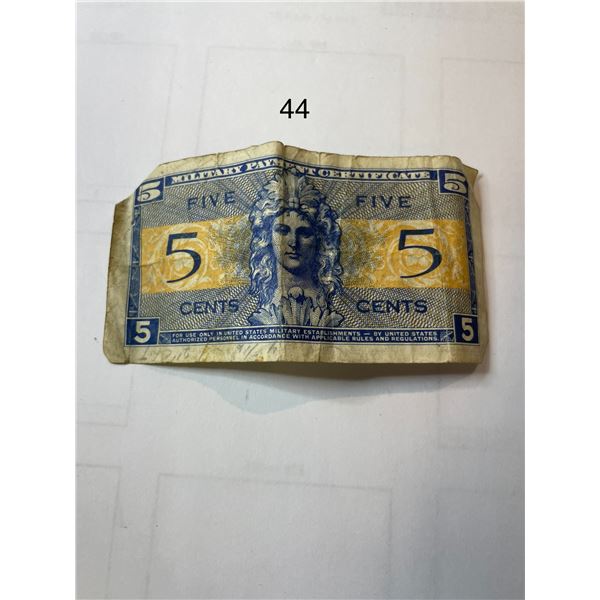 44
5 MILITARY PAYMENT CERTIFICATE 5
FIVE FIVE
5 5
CENTS CENTS
5 FOR USE ONLY IN UNITED STATES MILITARY ESTABLISHMENTS — BY UNITED STATES 5
AUTHORIZED PERSONNEL IN ACCORDANCE WITH APPLICABLE RULES AND REGULATIONS.